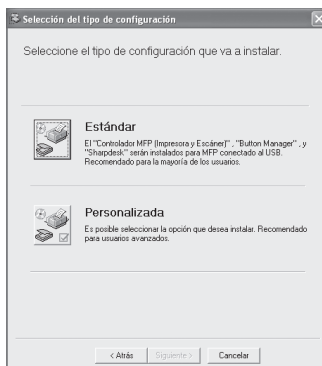 Selección del tipo de configuración
Seleccione el tipo de configuración que va a instalar.
Estándar
El "Controlador MFP (Impresora y Escáner)" , "Button Manager" , y
"Sharpdesk" serán instalados para MFP conectado al USB.
Recomendado para la mayoría de los usuarios.
Personalizada
Es posible seleccionar la opción que desea instalar. Recomendado
para usuarios avanzados.
< Atrás
Siguiente >
Cancelar